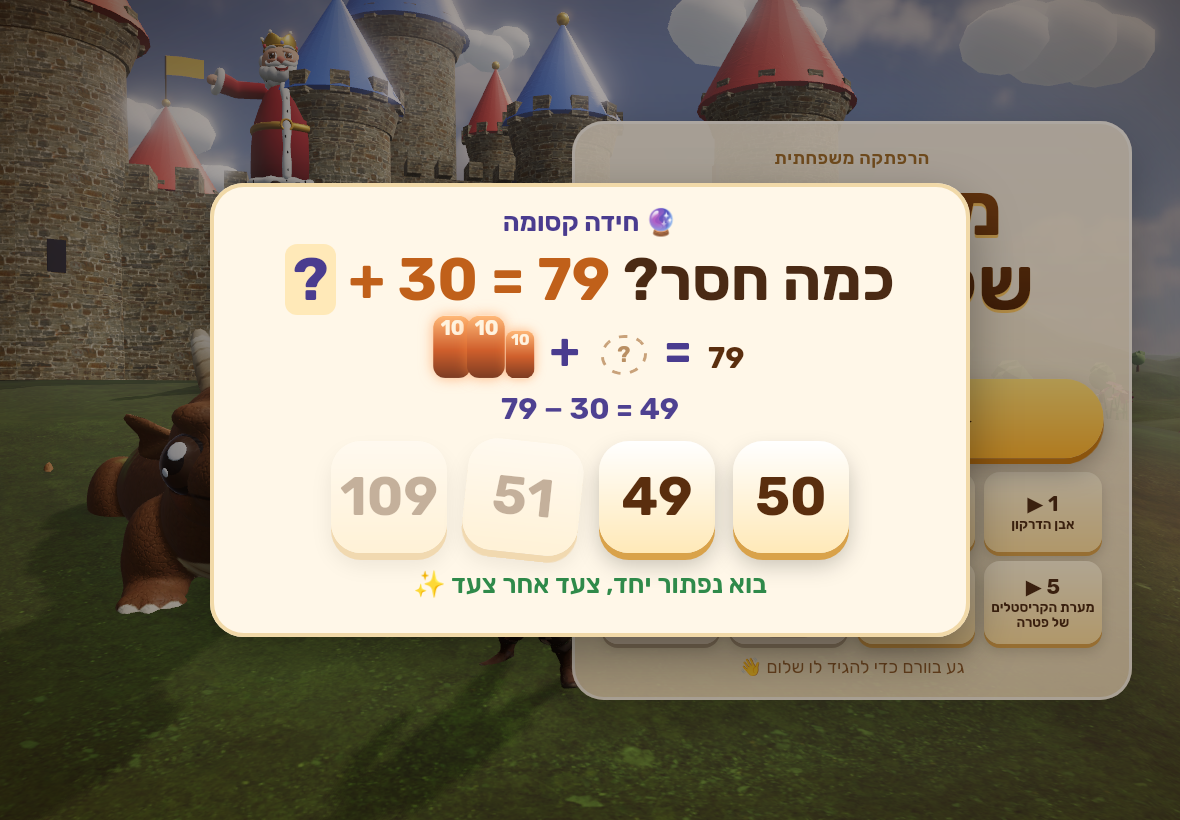 הרפתקה משפחתית
🔮 חידה קסומה
כמה חסר? 79 = 30 + ?
10 10 10 + ? = 79
79 – 30 = 49
109 51 49 50
בוא נפתור יחד, צעד אחר צעד ✨
1 ▶
אבן הדרקון
5 ▶
מערת הקריסטלים
של פטרה
גע בוורם כדי להגיד לו שלום 👋